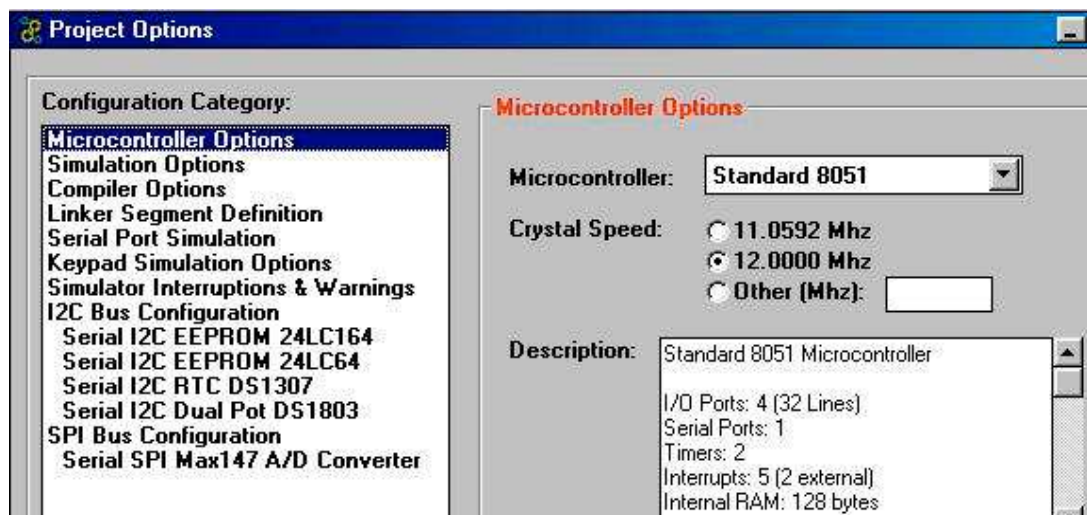 Project Options
Configuration Category:
Microcontroller Options
Simulation Options
Compiler Options
Linker Segment Definition
Serial Port Simulation
Keypad Simulation Options
Simulator Interruptions & Warnings
I2C Bus Configuration
Serial I2C EEPROM 24LC164
Serial I2C EEPROM 24LC64
Serial I2C RTC DS1307
Serial I2C Dual Pot DS1803
SPI Bus Configuration
Serial SPI Max147 A/D Converter
Microcontroller Options
Microcontroller: Standard 8051
Crystal Speed: 11.0592 Mhz
12.0000 Mhz
Other (Mhz):
Description: Standard 8051 Microcontroller
I/O Ports: 4 (32 Lines)
Serial Ports: 1
Timers: 2
Interrupts: 5 (2 external)
Internal RAM: 128 bytes